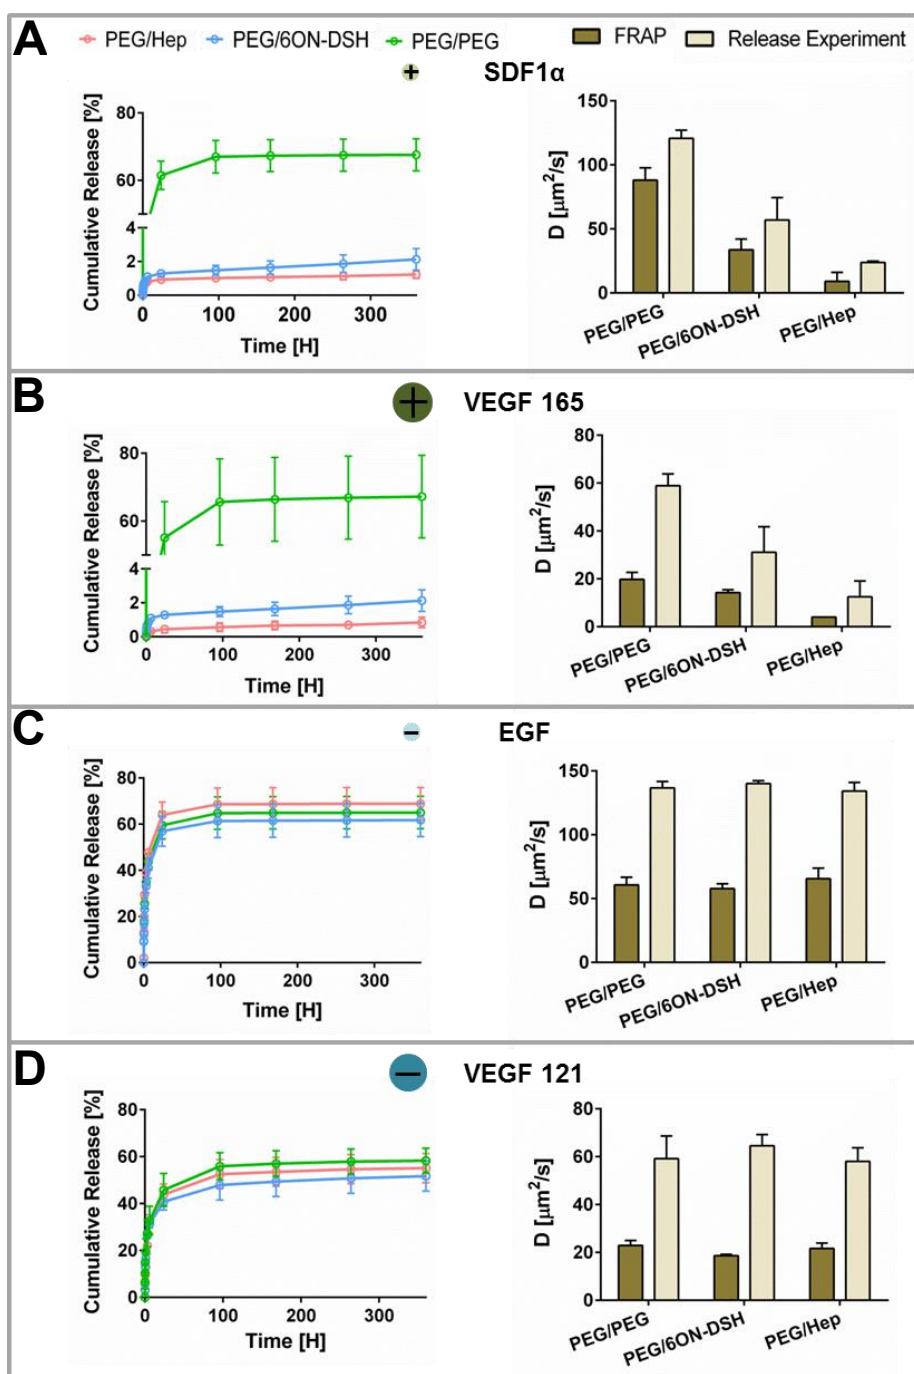 A
PEG/Hep PEG/6ON-DSH PEG/PEG FRAP Release Experiment
+ SDF1α
Cumulative Release [%]
80
60
4
2
0
0 100 200 300
Time [H]
D [μm²/s]
150
100
50
0
PEG/PEG PEG/6ON-DSH PEG/Hep
B + VEGF 165
Cumulative Release [%]
80
60
4
2
0
0 100 200 300
Time [H]
D [μm²/s]
80
60
40
20
0
PEG/PEG PEG/6ON-DSH PEG/Hep
C - EGF
Cumulative Release [%]
80
60
40
20
0
0 100 200 300
Time [H]
D [μm²/s]
150
100
50
0
PEG/PEG PEG/6ON-DSH PEG/Hep
D − VEGF 121
Cumulative Release [%]
80
60
40
20
0
0 100 200 300
Time [H]
D [μm²/s]
80
60
40
20
0
PEG/PEG PEG/6ON-DSH PEG/Hep